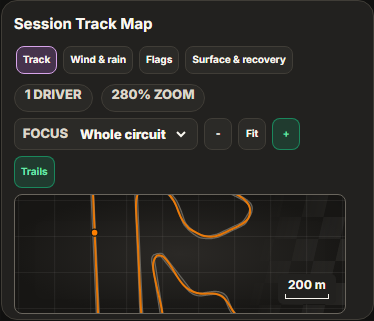 Session Track Map
Track Wind & rain Flags Surface & recovery
1 DRIVER 280% ZOOM
FOCUS Whole circuit - Fit +
Trails
200 m